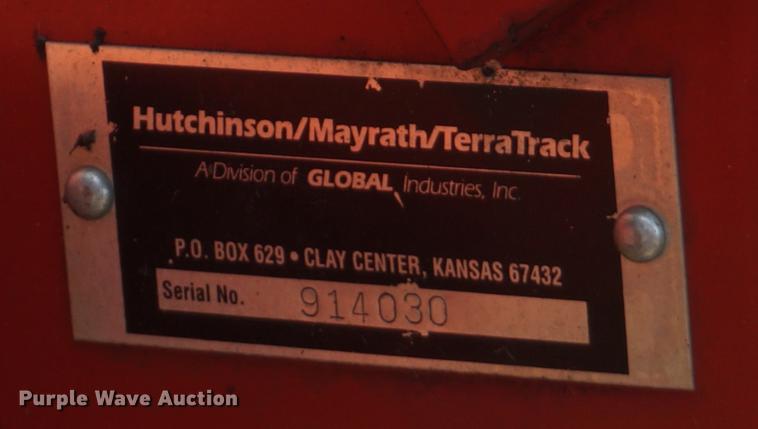 Hutchinson/Mayrath/TerraTrack
A Division of GLOBAL Industries, Inc.
P.O. BOX 629 • CLAY CENTER, KANSAS 67432
Serial No. 914030
Purple Wave Auction